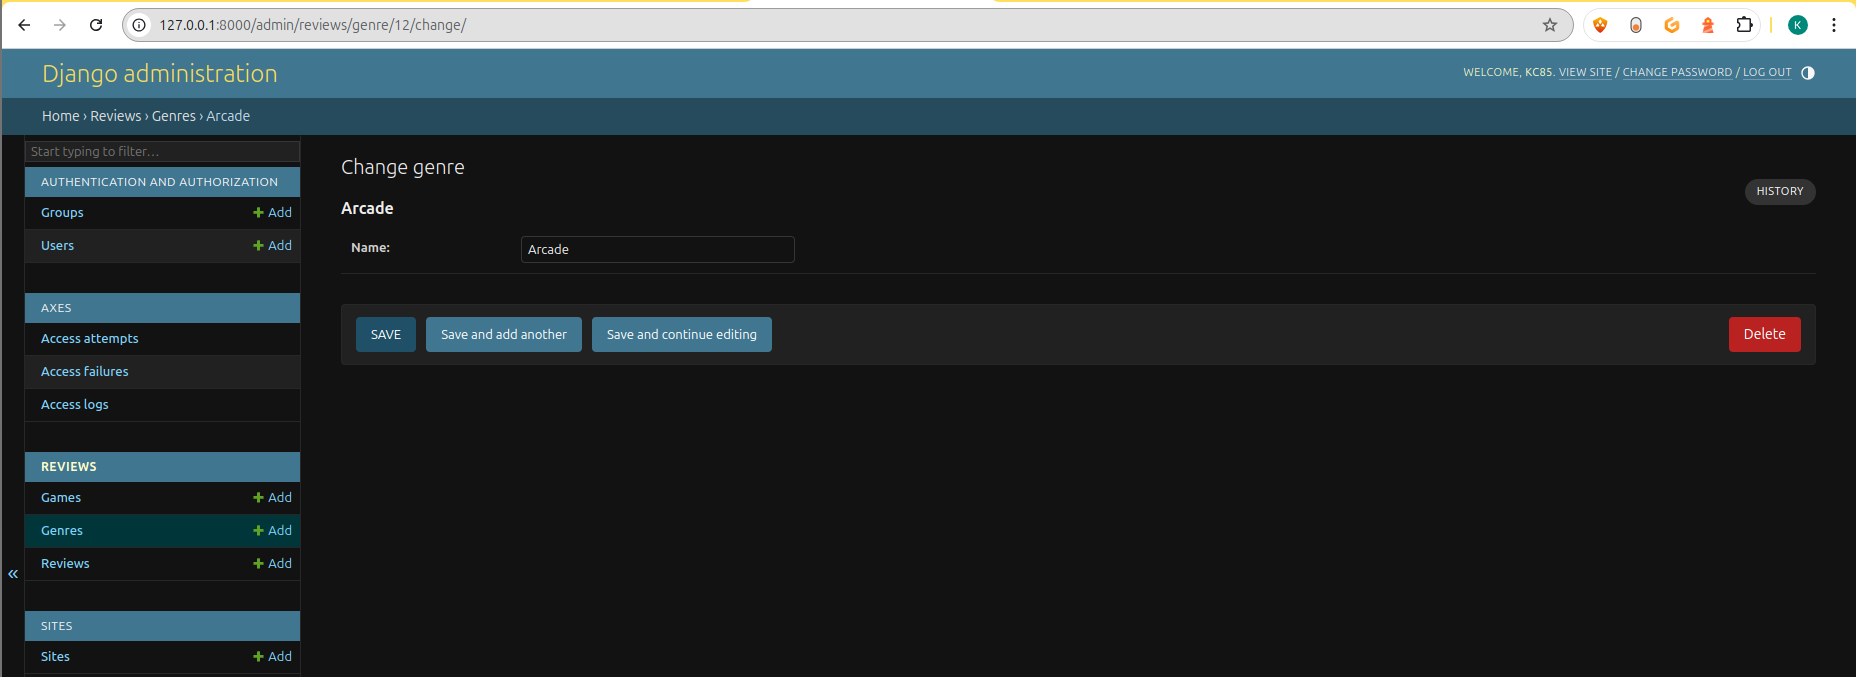 127.0.0.1:8000/admin/reviews/genre/12/change/
K
Django administration
WELCOME, KC85. VIEW SITE / CHANGE PASSWORD / LOG OUT
Home › Reviews › Genres › Arcade
Start typing to filter...
AUTHENTICATION AND AUTHORIZATION
Groups + Add
Users + Add
AXES
Access attempts
Access failures
Access logs
REVIEWS
Games + Add
Genres + Add
Reviews + Add
«
SITES
Sites + Add
Change genre
HISTORY
Arcade
Name: Arcade
SAVE Save and add another Save and continue editing Delete